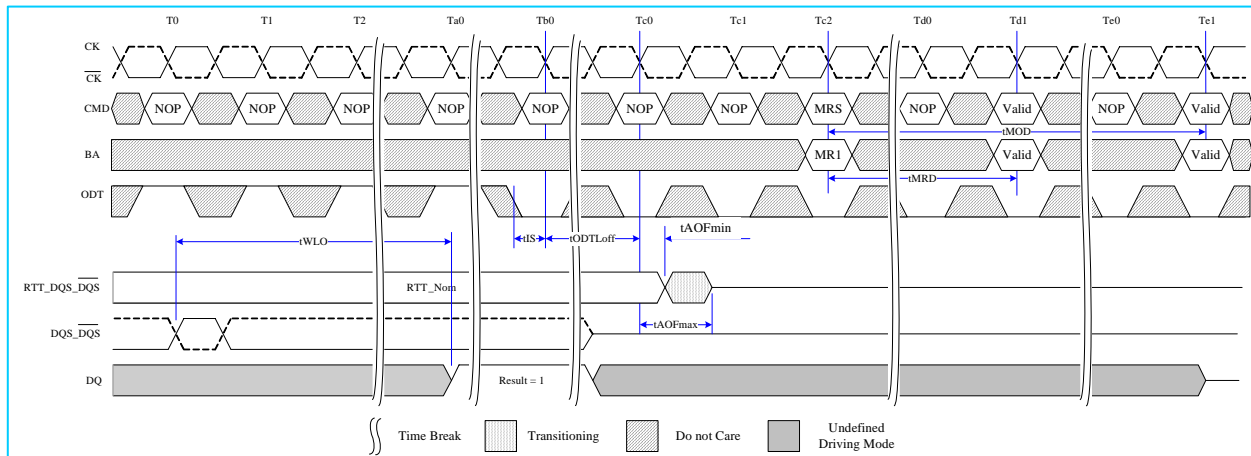 T0 T1 T2 Ta0 Tb0 Tc0 Tc1 Tc2 Td0 Td1 Te0 Te1
CK
CK
CMD NOP NOP NOP NOP NOP NOP NOP MRS NOP Valid NOP Valid
tMOD
BA MR1 Valid Valid
tMRD
ODT
tWLO tIS tODTLoff tAOFmin
RTT_DQS_DQS RTT_Nom
tAOFmax
DQS_DQS
DQ Result = 1
Time Break Transitioning Do not Care Undefined
Driving Mode